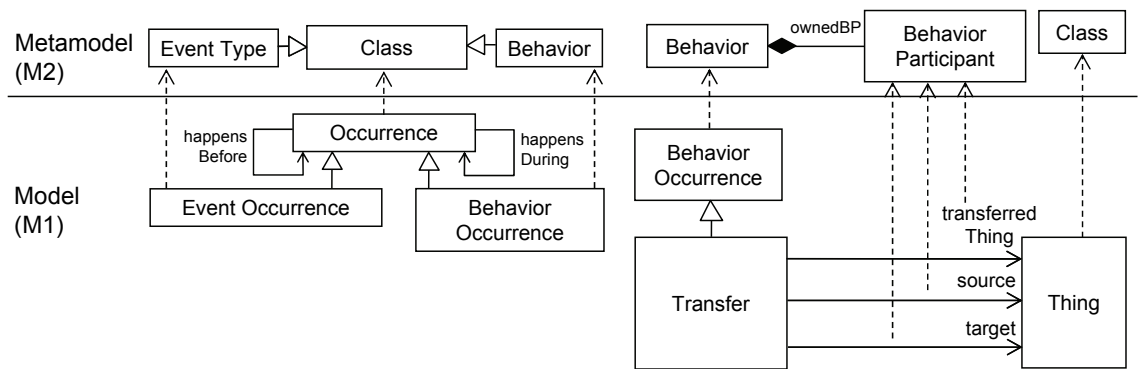 Metamodel
(M2)
Event Type
Class
Behavior
Behavior
ownedBP
Behavior
Participant
Class
Model
(M1)
happens
Before
Occurrence
happens
During
Event Occurrence
Behavior
Occurrence
Behavior
Occurrence
Transfer
transferred
Thing
source
target
Thing